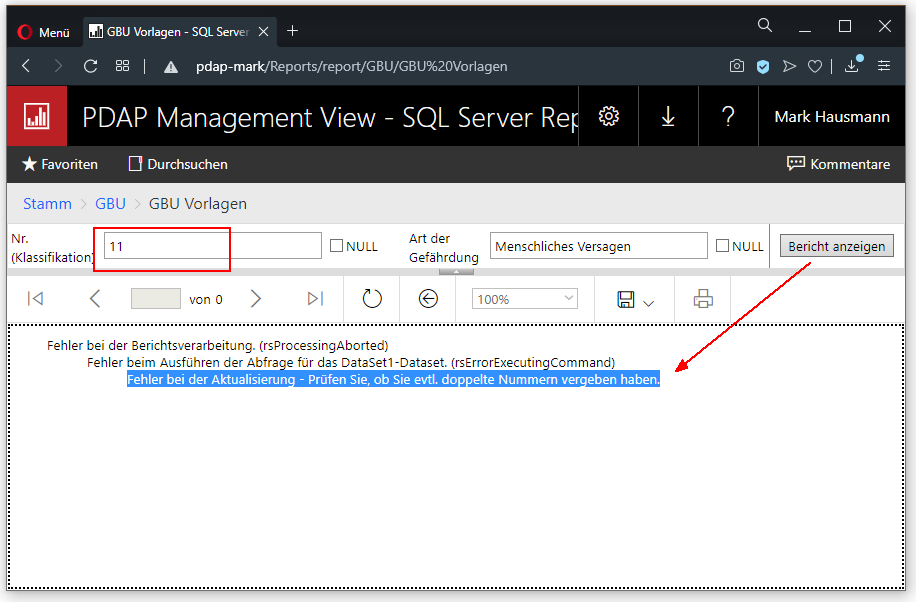 Menü
GBU Vorlagen - SQL Server
pdap-mark/Reports/report/GBU/GBU%20Vorlagen
PDAP Management View - SQL Server Rep
?
Mark Hausmann
Favoriten
Durchsuchen
Kommentare
Stamm > GBU > GBU Vorlagen
Nr.
(Klassifikation)
11
NULL
Art der
Gefährdung
Menschliches Versagen
NULL
Bericht anzeigen
von 0
100%
Fehler bei der Berichtsverarbeitung. (rsProcessingAborted)
Fehler beim Ausführen der Abfrage für das DataSet1-Dataset. (rsErrorExecutingCommand)
Fehler bei der Aktualisierung - Prüfen Sie, ob Sie evtl. doppelte Nummern vergeben haben.